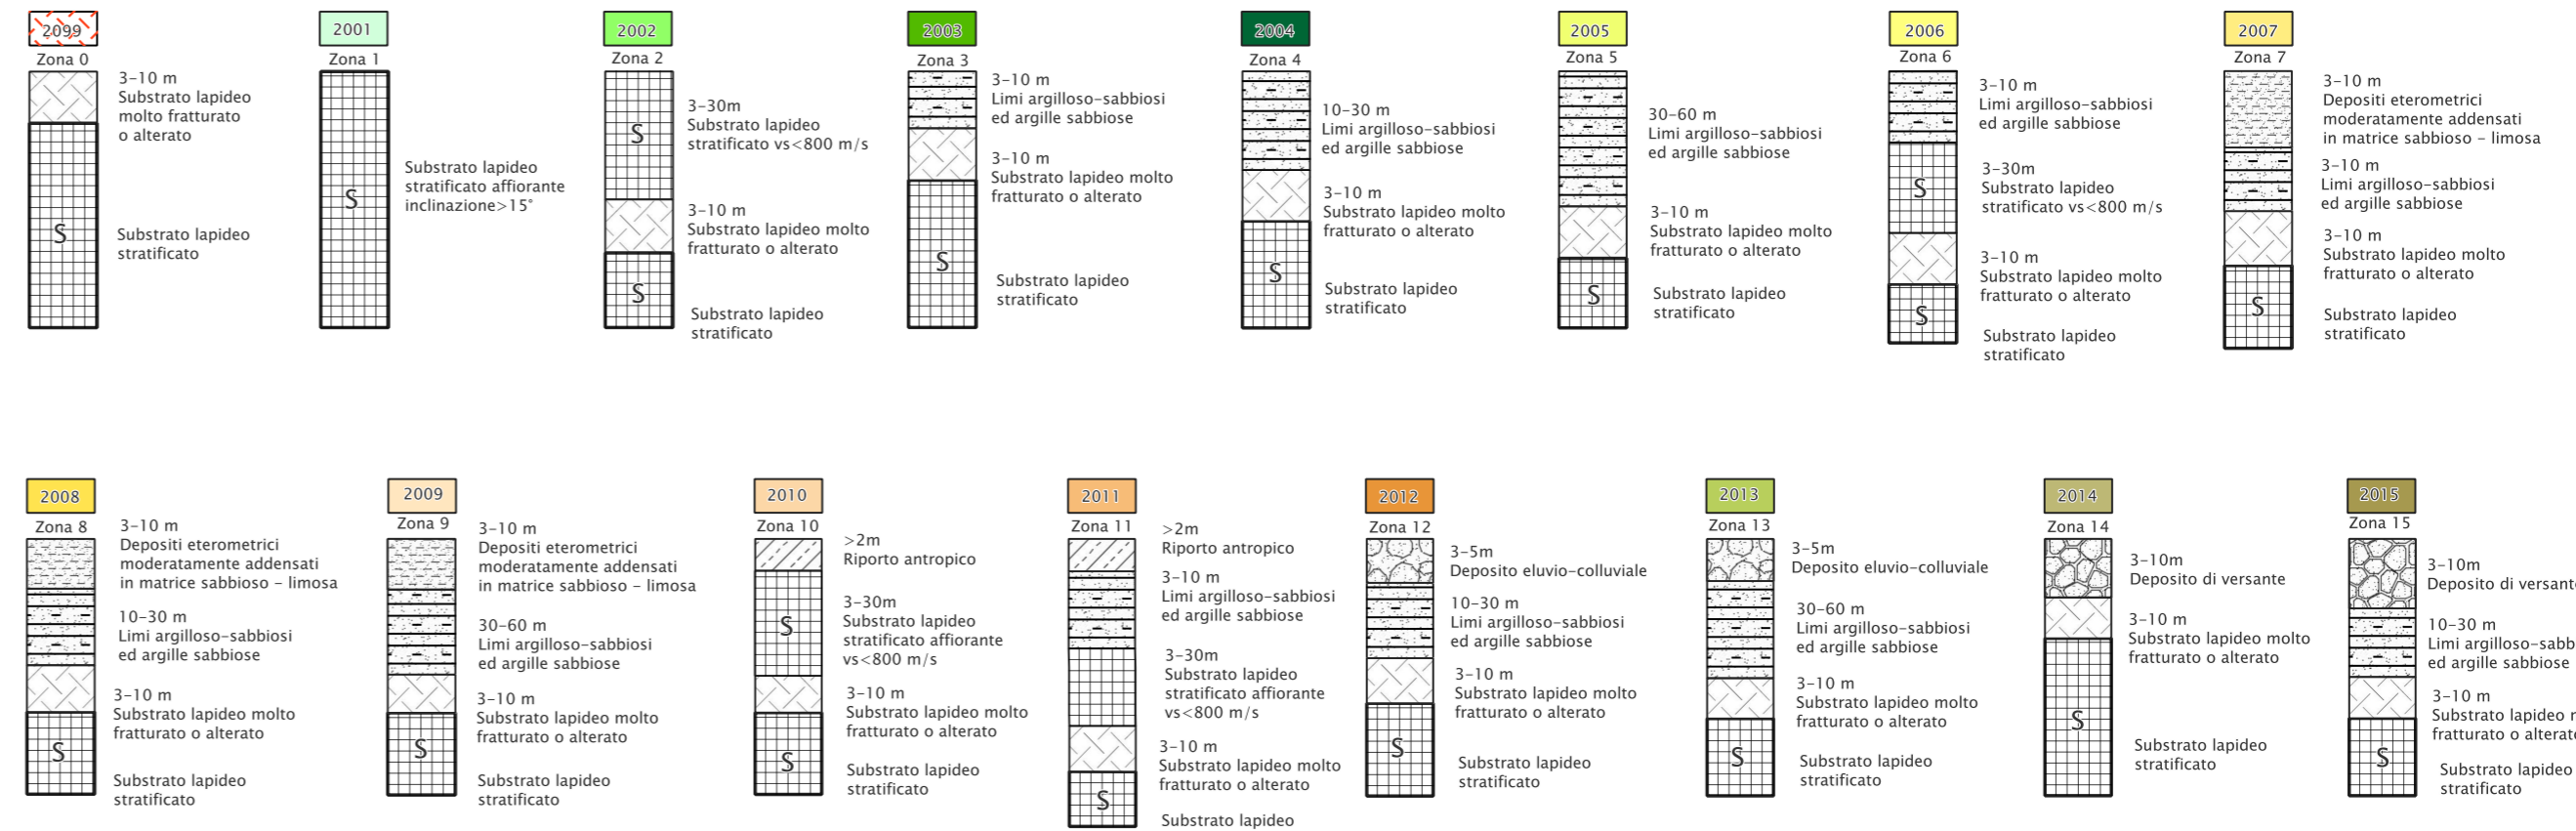 2099
Zona 0
3-10 m
Substrato lapideo
molto fratturato
o alterato
S
Substrato lapideo
stratificato
2001
Zona 1
S
Substrato lapideo
stratificato affiorante
inclinazione>15°
2002
Zona 2
S
3-30m
Substrato lapideo
stratificato vs<800 m/s
3-10 m
Substrato lapideo molto
fratturato o alterato
S
Substrato lapideo
stratificato
2003
Zona 3
3-10 m
Limi argilloso-sabbiosi
ed argille sabbiose
3-10 m
Substrato lapideo molto
fratturato o alterato
S
Substrato lapideo
stratificato
2004
Zona 4
10-30 m
Limi argilloso-sabbiosi
ed argille sabbiose
3-10 m
Substrato lapideo molto
fratturato o alterato
S
Substrato lapideo
stratificato
2005
Zona 5
30-60 m
Limi argilloso-sabbiosi
ed argille sabbiose
3-10 m
Substrato lapideo molto
fratturato o alterato
S
Substrato lapideo
stratificato
2006
Zona 6
3-10 m
Limi argilloso-sabbiosi
ed argille sabbiose
S
3-30m
Substrato lapideo
stratificato vs<800 m/s
3-10 m
Substrato lapideo molto
fratturato o alterato
S
Substrato lapideo
stratificato
2007
Zona 7
3-10 m
Depositi eterometrici
moderatamente addensati
in matrice sabbioso - limosa
3-10 m
Limi argilloso-sabbiosi
ed argille sabbiose
3-10 m
Substrato lapideo molto
fratturato o alterato
S
Substrato lapideo
stratificato
2008
Zona 8
3-10 m
Depositi eterometrici
moderatamente addensati
in matrice sabbioso - limosa
10-30 m
Limi argilloso-sabbiosi
ed argille sabbiose
3-10 m
Substrato lapideo molto
fratturato o alterato
S
Substrato lapideo
stratificato
2009
Zona 9
3-10 m
Depositi eterometrici
moderatamente addensati
in matrice sabbioso - limosa
30-60 m
Limi argilloso-sabbiosi
ed argille sabbiose
3-10 m
Substrato lapideo molto
fratturato o alterato
S
Substrato lapideo
stratificato
2010
Zona 10
>2m
Riporto antropico
3-30m
Substrato lapideo
stratificato affiorante
vs<800 m/s
S
3-10 m
Substrato lapideo molto
fratturato o alterato
S
Substrato lapideo
stratificato
2011
Zona 11
>2m
Riporto antropico
3-10 m
Limi argilloso-sabbiosi
ed argille sabbiose
3-30m
Substrato lapideo
stratificato affiorante
vs<800 m/s
3-10 m
Substrato lapideo molto
fratturato o alterato
S
Substrato lapideo
2012
Zona 12
3-5m
Deposito eluvio-colluviale
10-30 m
Limi argilloso-sabbiosi
ed argille sabbiose
3-10 m
Substrato lapideo molto
fratturato o alterato
S
Substrato lapideo
stratificato
2013
Zona 13
3-5m
Deposito eluvio-colluviale
30-60 m
Limi argilloso-sabbiosi
ed argille sabbiose
3-10 m
Substrato lapideo molto
fratturato o alterato
S
Substrato lapideo
stratificato
2014
Zona 14
3-10m
Deposito di versante
3-10 m
Substrato lapideo molto
fratturato o alterato
S
Substrato lapideo
stratificato
2015
Zona 15
3-10m
Deposito di versante
10-30 m
Limi argilloso-sabb
ed argille sabbiose
3-10 m
Substrato lapideo
fratturato o alterato
S
Substrato lapideo
stratificato